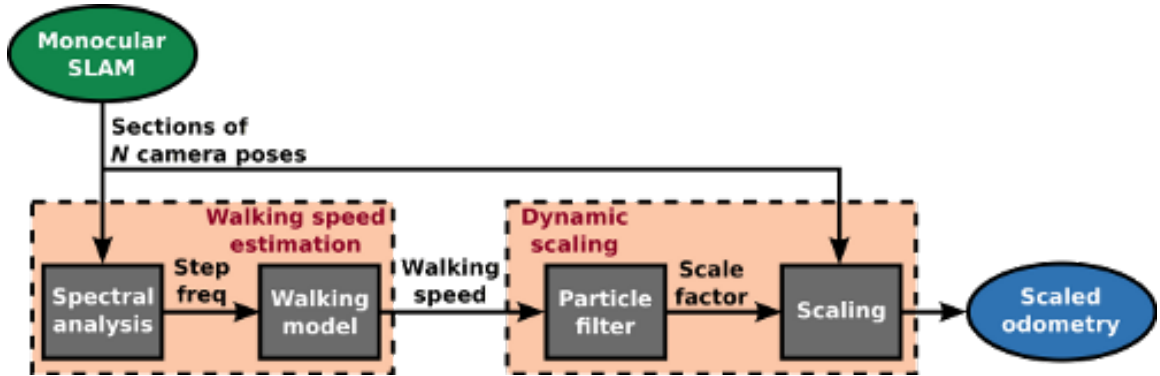 Monocular
SLAM
Sections of
N camera poses
Walking speed
estimation
Dynamic
scaling
Spectral
analysis
Step
freq
Walking
model
Walking
speed
Particle
filter
Scale
factor
Scaling
Scaled
odometry